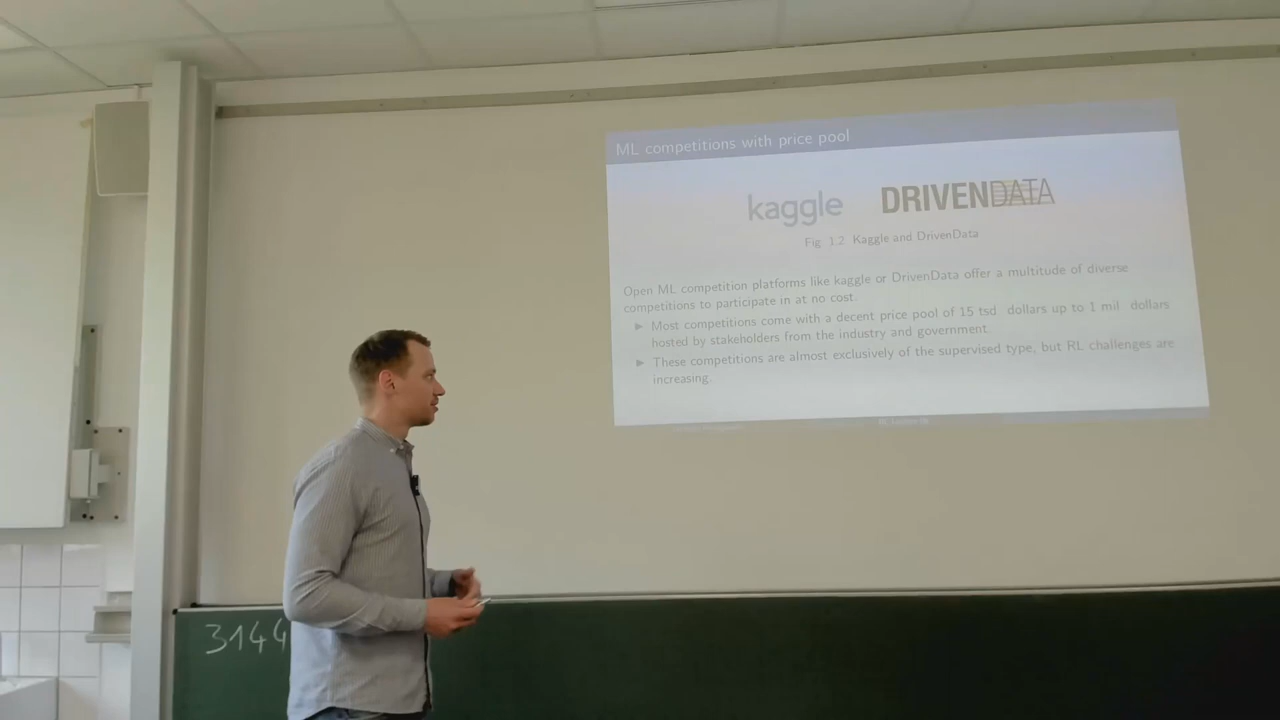 ML competitions with price pool
kaggle DRIVENDATA
Fig. 1.2 Kaggle and DrivenData
Open ML competition platforms like kaggle or DrivenData offer a multitude of diverse
competitions to participate in at no cost.
▶ Most competitions come with a decent price pool of 15 tsd dollars up to 1 mil dollars
hosted by stakeholders from the industry and government.
▶ These competitions are almost exclusively of the supervised type, but RL challenges are
increasing.
3144